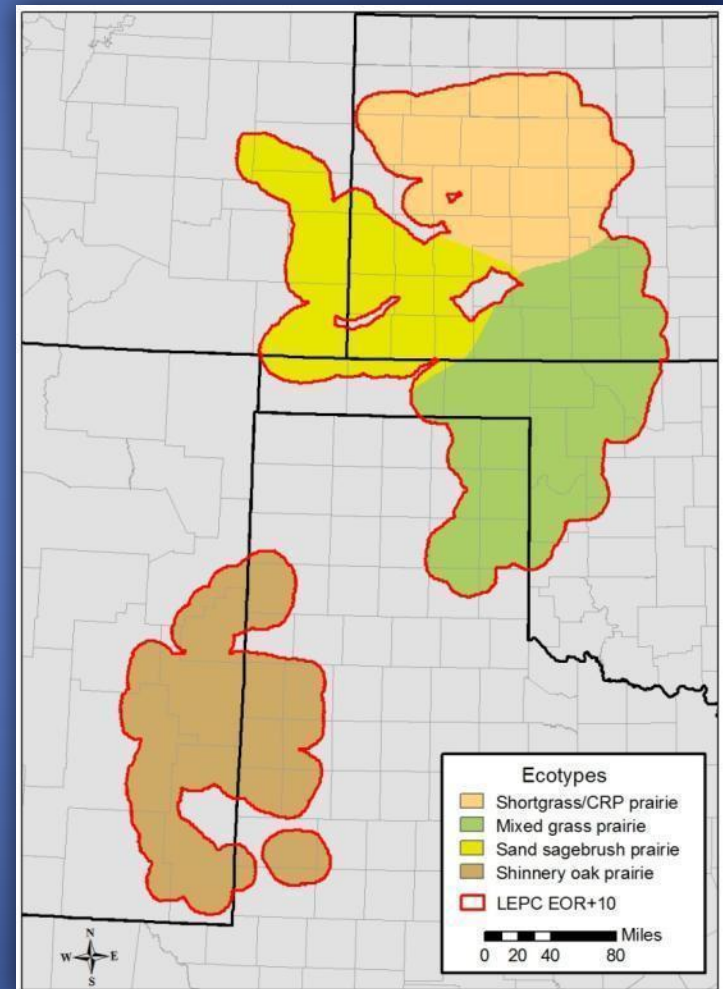 Ecotypes
Shortgrass/CRP prairie
Mixed grass prairie
Sand sagebrush prairie
Shinnery oak prairie
LEPC EOR+10
Miles
0 20 40 80
N
W E
S